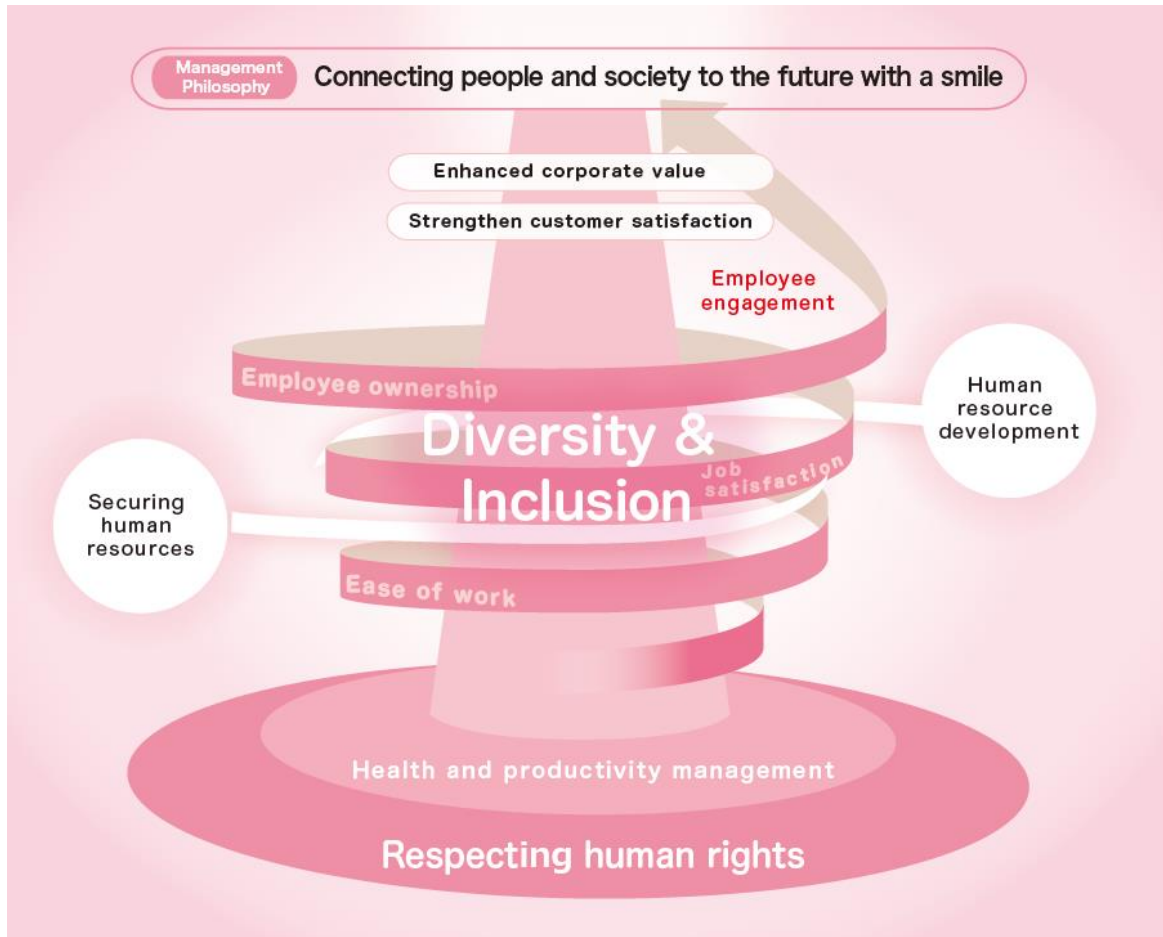 Management
Philosophy
Connecting people and society to the future with a smile
Enhanced corporate value
Strengthen customer satisfaction
Employee
engagement
Employee ownership
Human
resource
development
Diversity &
Inclusion
Job
satisfaction
Securing
human
resources
Ease of work
Health and productivity management
Respecting human rights